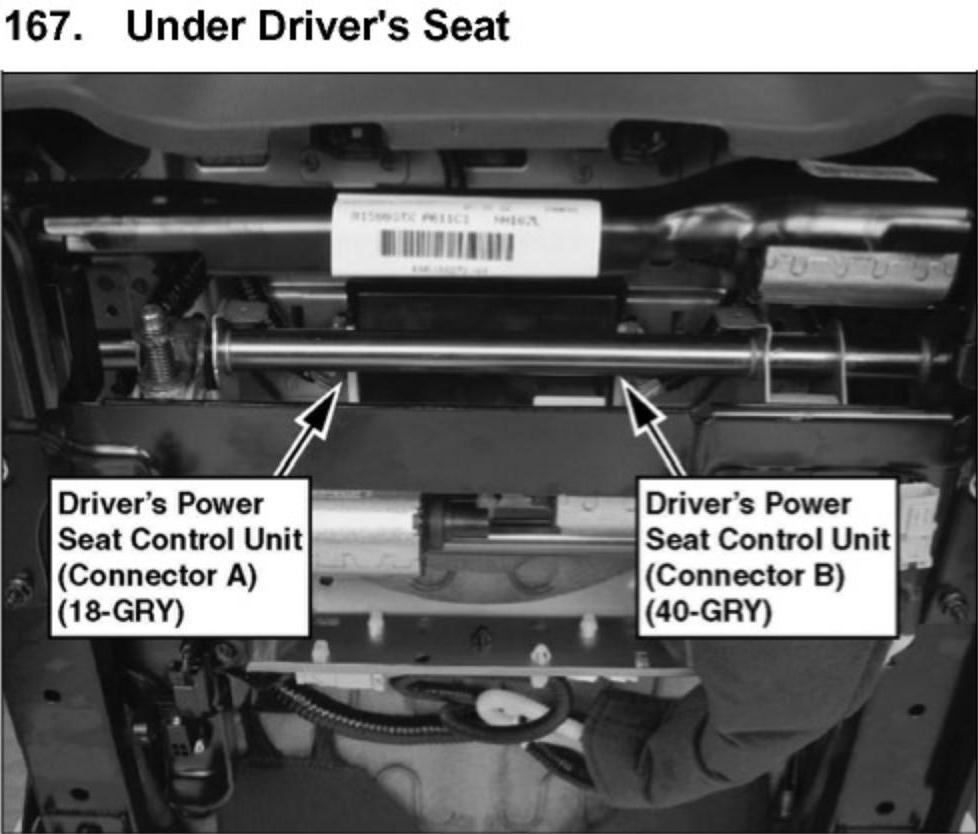 167. Under Driver's Seat
Driver's Power
Seat Control Unit
(Connector A)
(18-GRY)
Driver's Power
Seat Control Unit
(Connector B)
(40-GRY)